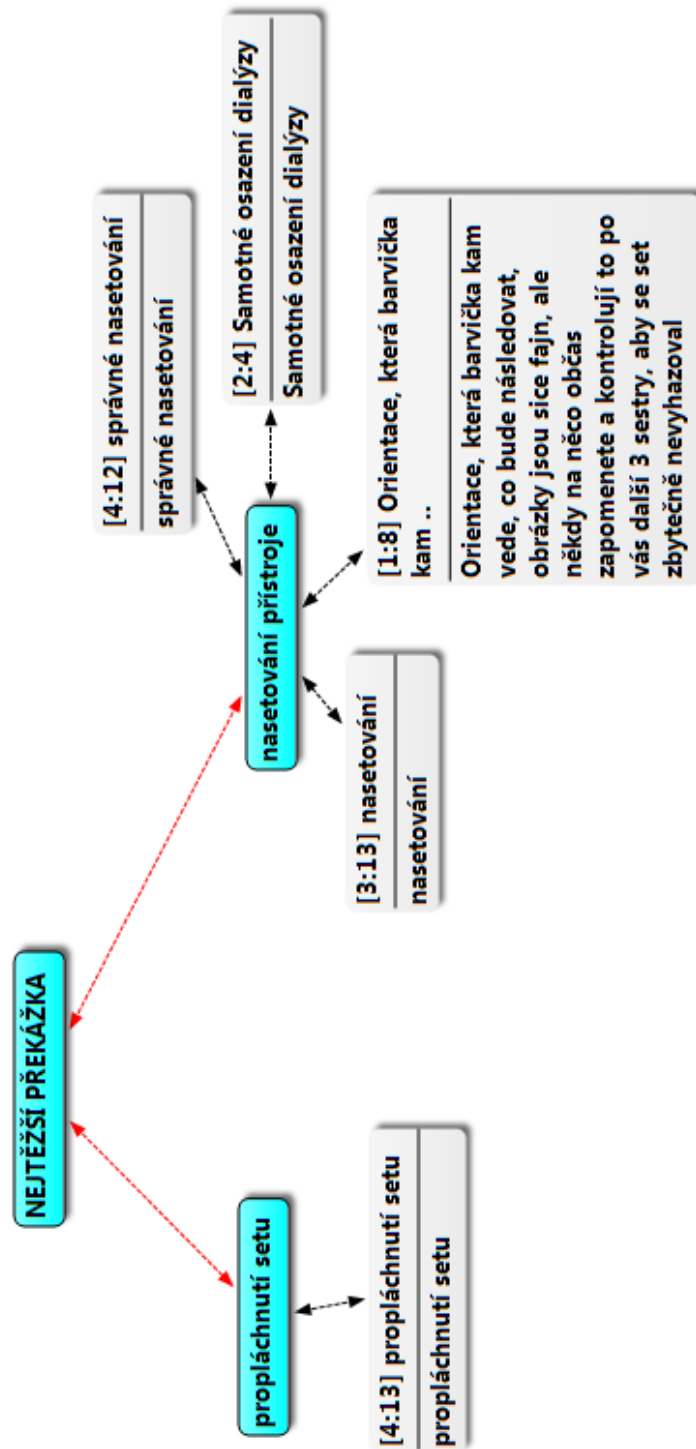 NEJTĚŽŠÍ PŘEKÁŽKA
propláchnutí setu
nasetování přístroje
[4:13] propláchnutí setu
propláchnutí setu
[3:13] nasetování
nasetování
[1:8] Orientace, která barvička
kam ..
Orientace, která barvička kam
vede, co bude následovat,
obrázky jsou sice fajn, ale
někdy na něco občas
zapomenete a kontrolují to po
vás další 3 sestry, aby se set
zbytečně nevyhazoval
[4:12] správné nasetování
správné nasetování
[2:4] Samotné osazení dialýzy
Samotné osazení dialýzy